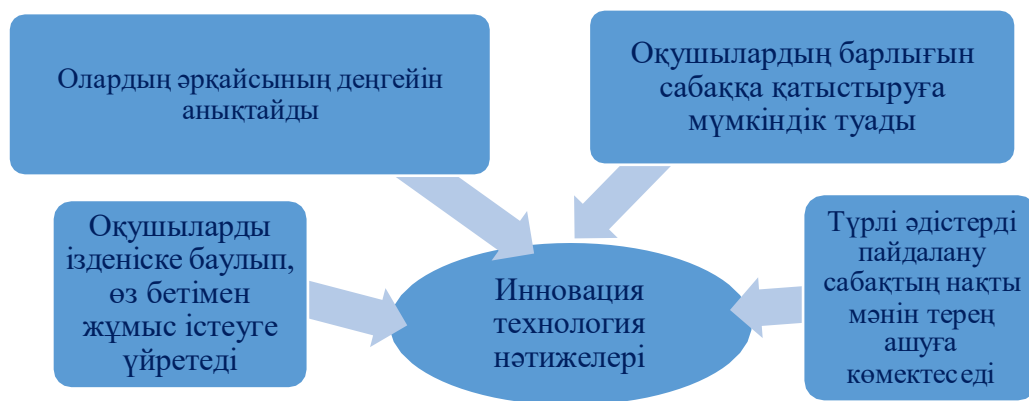 Олардың әрқайсының деңгейін
анықтайды
Оқушылардың барлығын
сабаққа қатыстыруға
мүмкіндік туады
Оқушыларды
ізденіске баулып,
өз бетімен
жұмыс істеуге
үйретеді
Инновация
технология
нәтижелері
Түрлі әдістерді
пайдалану
сабақтың нақты
мәнін терең
ашуға
көмектеседі